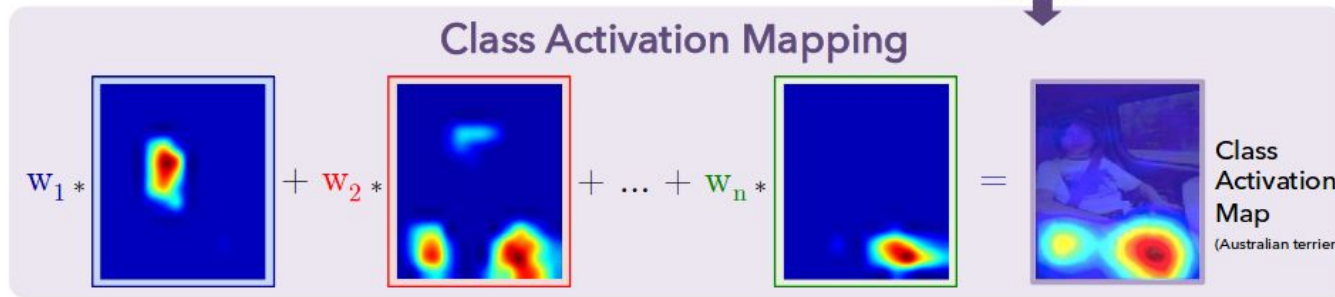 Class Activation Mapping
w1 * + w2 * + ... + wn * =
Class
Activation
Map
(Australian terrier